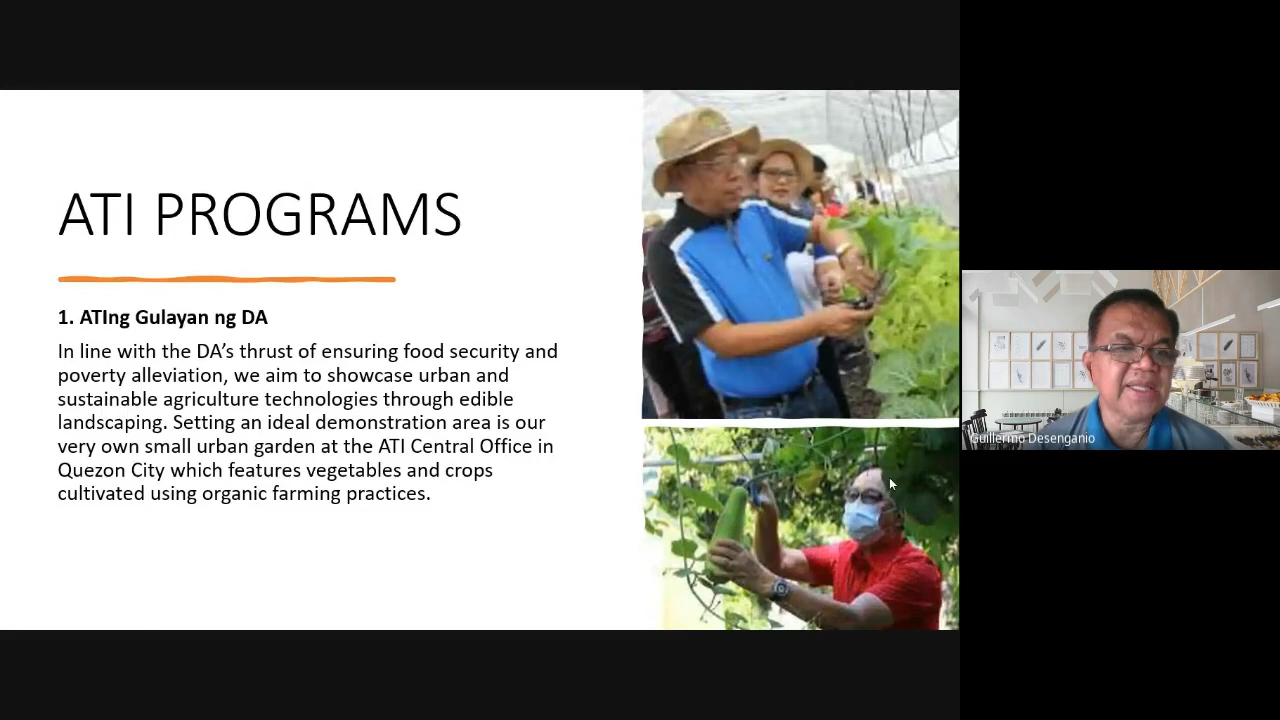 ATI PROGRAMS
1. ATIng Gulayan ng DA
In line with the DA’s thrust of ensuring food security and
poverty alleviation, we aim to showcase urban and
sustainable agriculture technologies through edible
landscaping. Setting an ideal demonstration area is our
very own small urban garden at the ATI Central Office in
Quezon City which features vegetables and crops
cultivated using organic farming practices.
Guillermo Desenganio